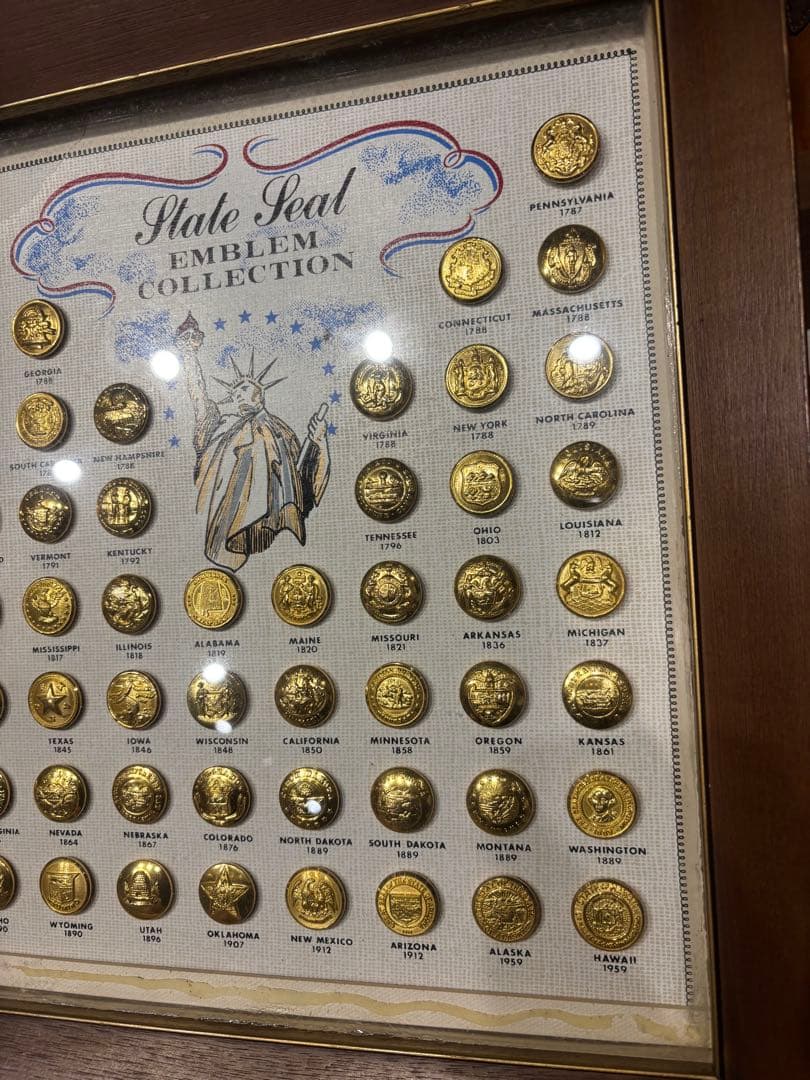 State Seal
EMBLEM
COLLECTION
PENNSYLVANIA
1787
CONNECTICUT
1788
MASSACHUSETTS
1788
GEORGIA
1788
SOUTH
NEW HAMPSHIRE
1788
VIRGINIA
1788
NEW YORK
1788
NORTH CAROLINA
1789
VERMONT
1791
KENTUCKY
1792
TENNESSEE
1796
OHIO
1803
LOUISIANA
1812
MISSISSIPPI
1817
ILLINOIS
1818
ALABAMA
1819
MAINE
1820
MISSOURI
1821
ARKANSAS
1836
MICHIGAN
1837
TEXAS
1845
IOWA
1846
WISCONSIN
1848
CALIFORNIA
1850
MINNESOTA
1858
OREGON
1859
KANSAS
1861
INIA
NEVADA
1864
NEBRASKA
1867
COLORADO
1876
NORTH DAKOTA
1889
SOUTH DAKOTA
1889
MONTANA
1889
WASHINGTON
1889
HO
90
WYOMING
1890
UTAH
1896
OKLAHOMA
1907
NEW MEXICO
1912
ARIZONA
1912
ALASKA
1959
HAWAII
1959